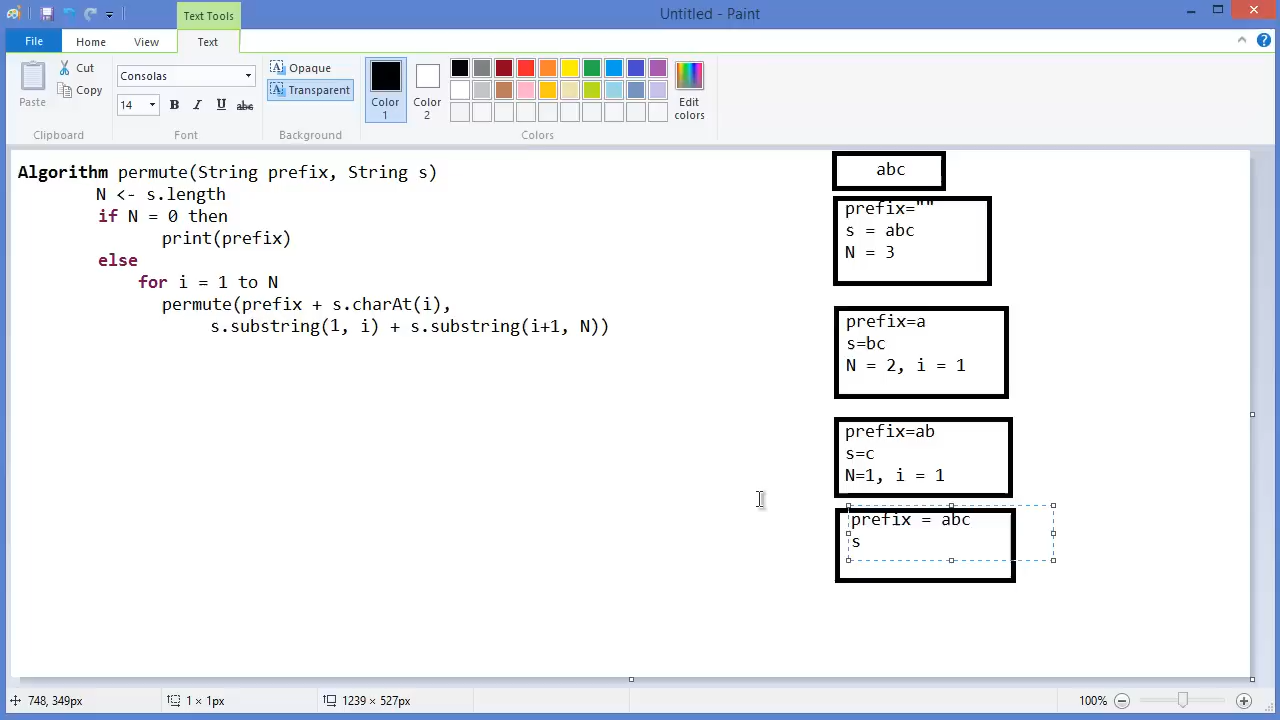 Text Tools
Untitled - Paint
File
Home
View
Text
Paste
Cut
Copy
Clipboard
Consolas
14
B
I
U
abc
Font
Opaque
Transparent
Background
Color 1
Color 2
Colors
Edit colors
Algorithm permute(String prefix, String s)
N <- s.length
if N = 0 then
print(prefix)
else
for i = 1 to N
permute(prefix + s.charAt(i),
s.substring(1, i) + s.substring(i+1, N))
abc
prefix=""
s = abc
N = 3
prefix=a
s=bc
N = 2, i = 1
prefix=ab
s=c
N=1, i = 1
prefix = abc
s
748, 349px
1 × 1px
1239 × 527px
100%